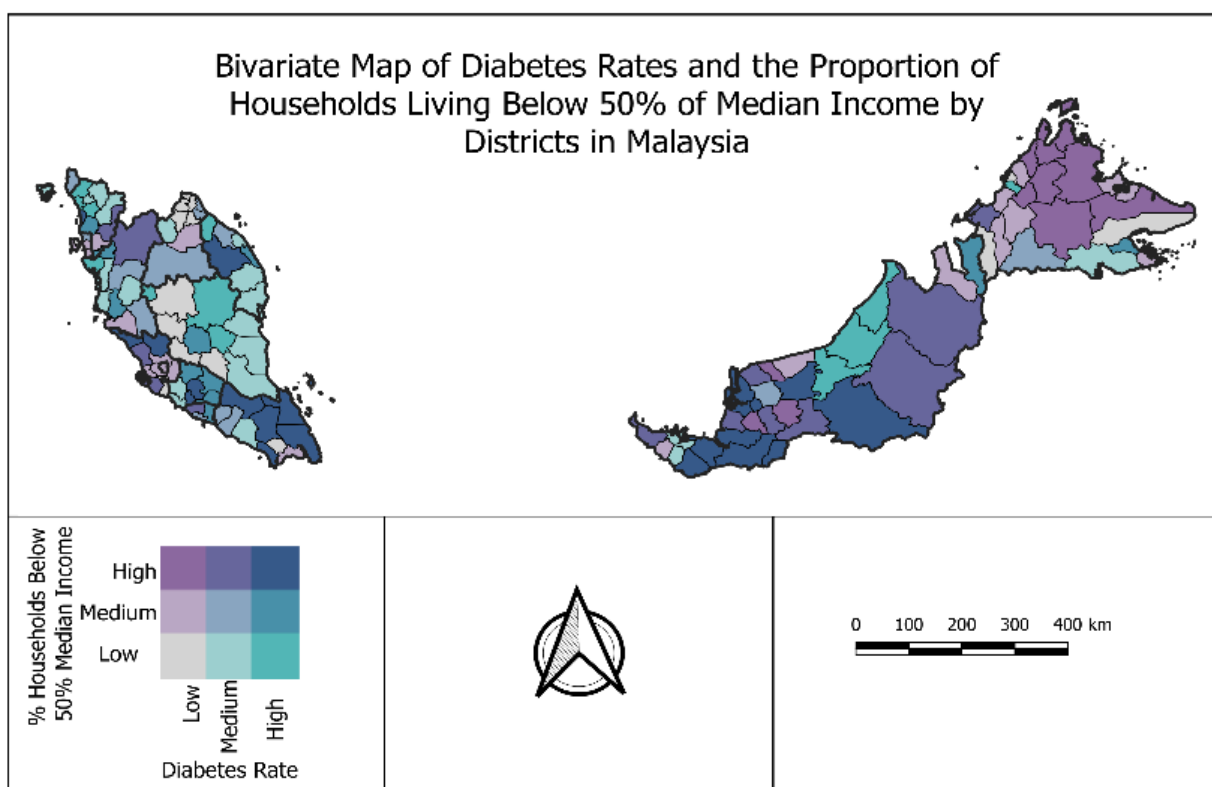 Bivariate Map of Diabetes Rates and the Proportion of
Households Living Below 50% of Median Income by
Districts in Malaysia
% Households Below
50% Median Income
High
Medium
Low
Low
Medium
High
Diabetes Rate
0 100 200 300 400 km